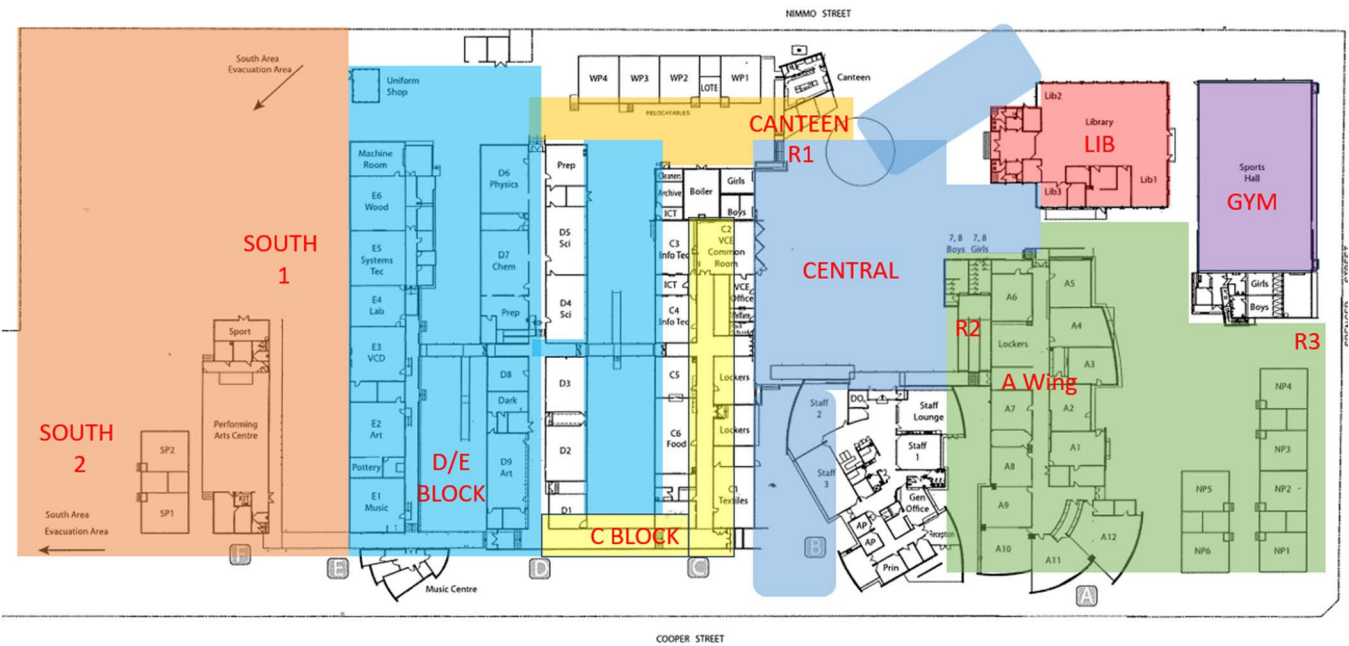 NIMMO STREET
South Area
Evacuation Area
Uniform
Shop
WP4
WP3
WP2
LOTE
WP1
RELOCATABLES
Canteen
CANTEEN
R1
Lib2
Library
LIB
Lib1
Lib3
Sports
Hall
GYM
Girls
Boys
R3
Machine
Room
E6
Wood
E5
Systems
Tec
E4
Lab
E3
VCD
E2
Art
Pottery
E1
Music
SOUTH
1
SOUTH
2
Sport
Performing
Arts Centre
SP2
SP1
South Area
Evacuation Area
D6
Physics
D7
Chem
Prep
D8
Dark
D9
Art
D/E
BLOCK
Prep
D5
Sci
D4
Sci
D3
D2
D1
C BLOCK
Cleaners
Archive
ICT
Boiler
Girls
Boys
C3
Info Tec
ICT
C4
Info Tec
C5
C6
Food
C2
VCE
Common
Room
VCE
Office
Lockers
Lockers
C1
Textiles
CENTRAL
Staff
2
Staff
3
DO
Staff
Lounge
Staff
1
Gen
Office
AP
AP
Prin
Reception
7, 8
Boys
7, 8
Girls
R2
A Wing
A6
A5
A4
A3
Lockers
A7
A2
A1
A8
A9
A10
A11
A12
NP4
NP3
NP2
NP1
NP5
NP6
F
E
D
C
B
A
Music Centre
SPENCER STREET
COOPER STREET